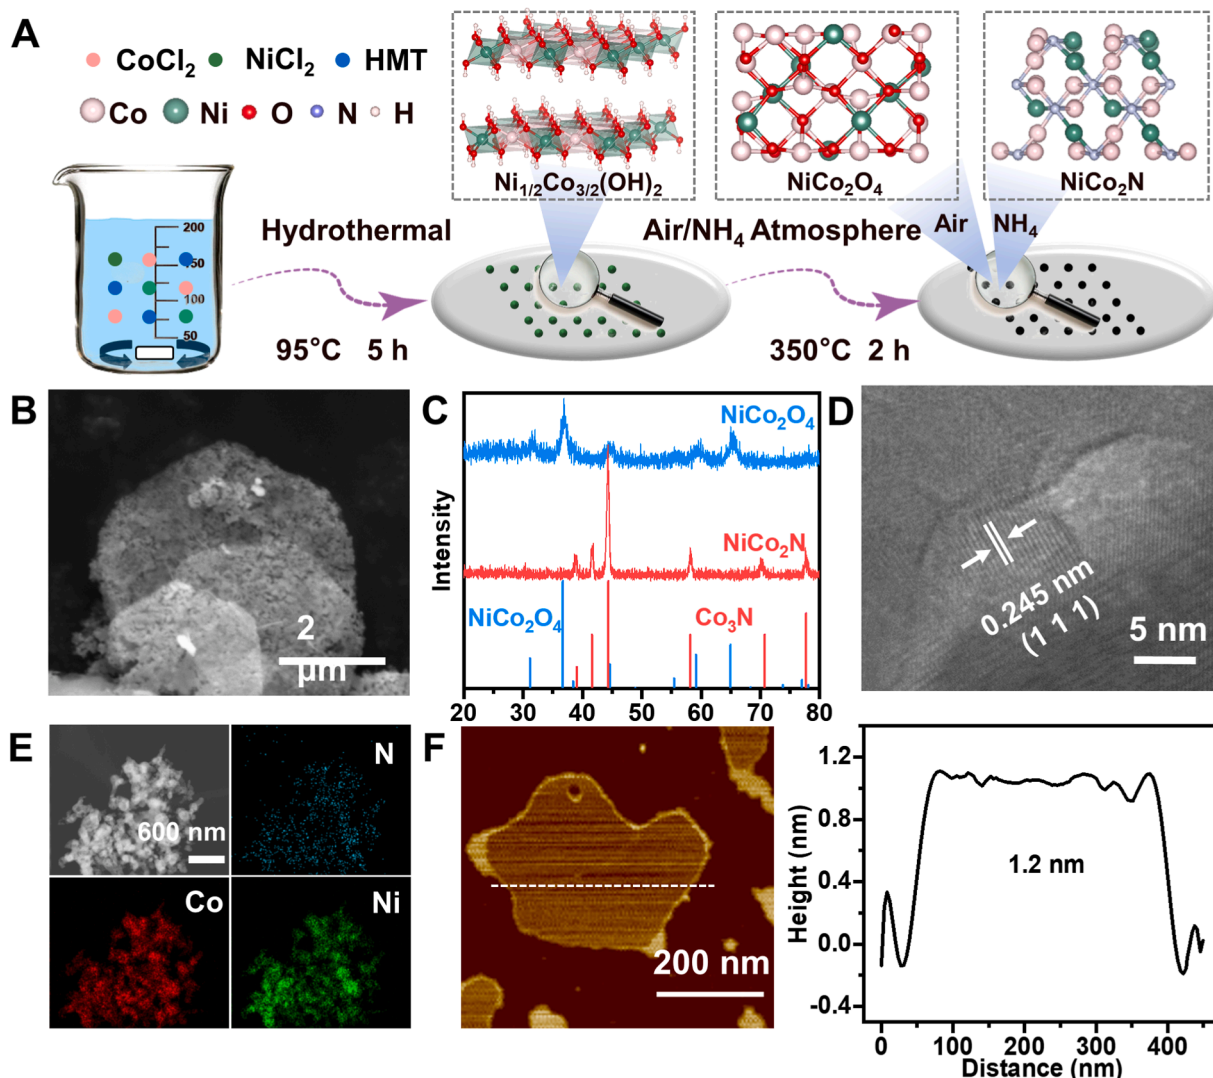 A
CoCl2 NiCl2 HMT
Co Ni O N H
Ni1/2Co3/2(OH)2
NiCo2O4
NiCo2N
200
150
100
50
Hydrothermal
95°C 5 h
Air/NH4 Atmosphere
350°C 2 h
Air
NH4
B
2
μm
C
Intensity
NiCo2O4
NiCo2N
NiCo2O4
Co3N
20 30 40 50 60 70 80
D
0.245 nm
(1 1 1)
5 nm
E
600 nm
N
Co
Ni
F
200 nm
Height (nm)
1.2
0.8
0.4
0.0
-0.4
1.2 nm
0 100 200 300 400
Distance (nm)